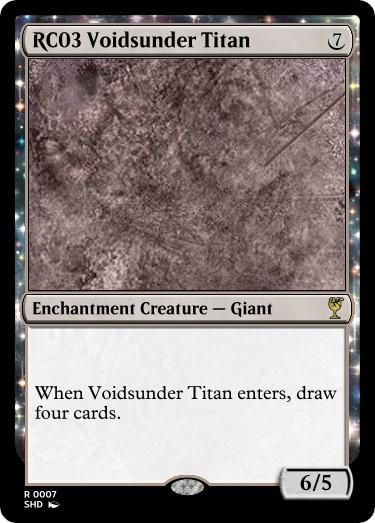 RC03 Voidsunder Titan 7
Enchantment Creature — Giant
When Voidsunder Titan enters, draw
four cards.
6/5
R 0007
SHD